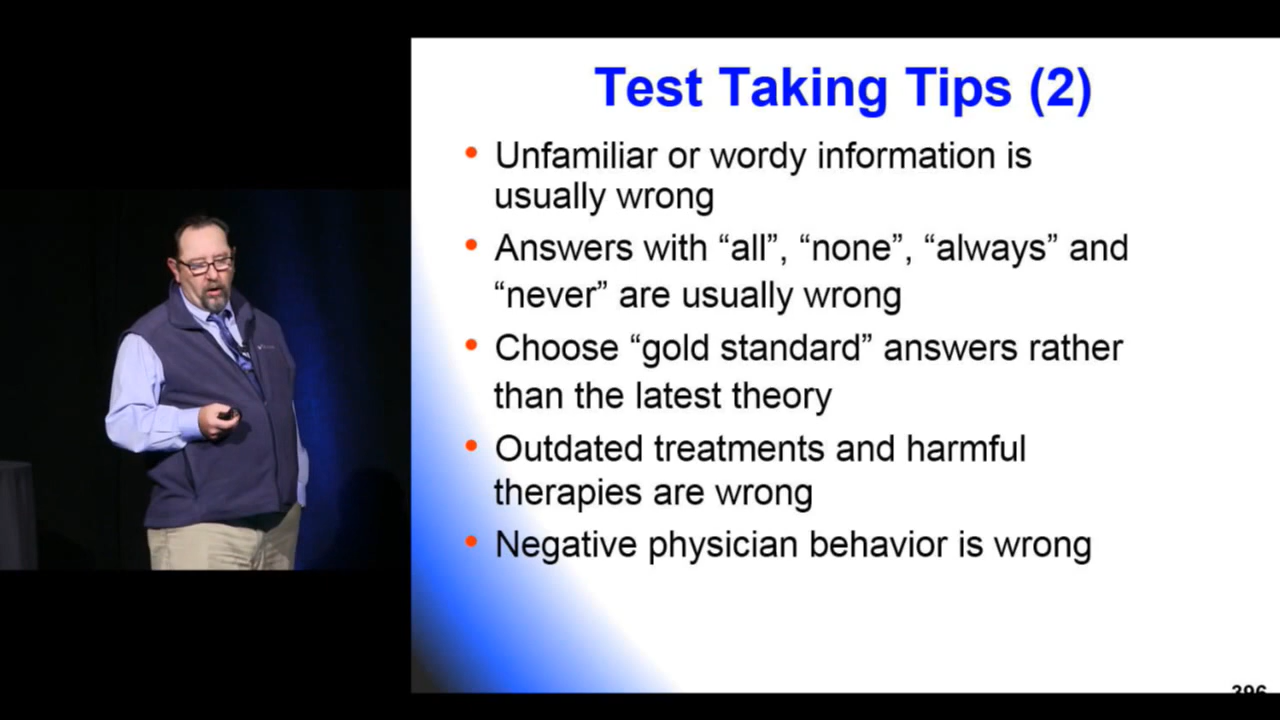 Test Taking Tips (2)
• Unfamiliar or wordy information is
usually wrong
• Answers with “all”, “none”, “always” and
“never” are usually wrong
• Choose “gold standard” answers rather
than the latest theory
• Outdated treatments and harmful
therapies are wrong
• Negative physician behavior is wrong
396